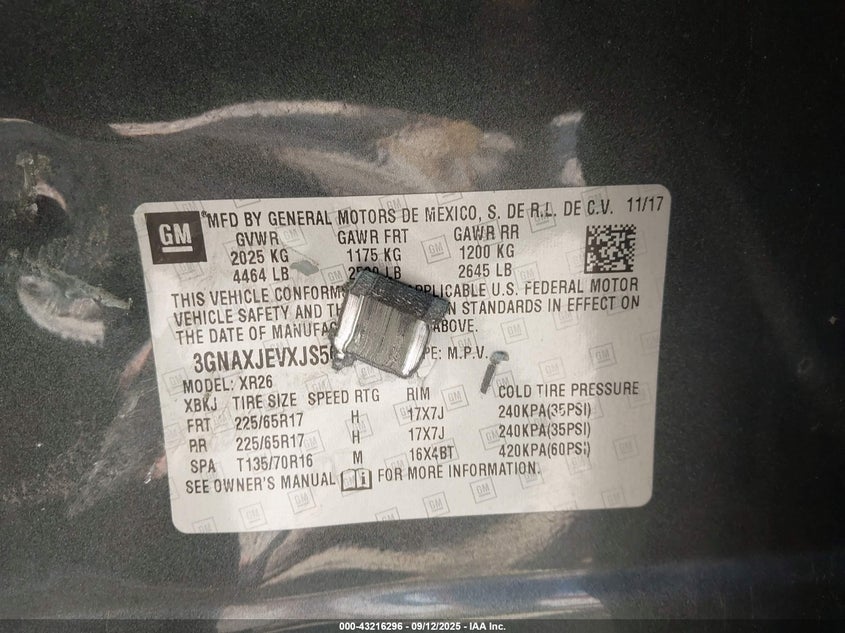 GM
®MFD BY GENERAL MOTORS DE MEXICO, S. DE R.L. DE C.V. 11/17
GVWR GAWR FRT GAWR RR
2025 KG 1175 KG 1200 KG
4464 LB LB 2645 LB
THIS VEHICLE CONFORMS APPLICABLE U.S. FEDERAL MOTOR
VEHICLE SAFETY AND STANDARDS IN EFFECT ON
THE DATE OF ABOVE.
3GNAXJEVXJS5 M.P.V.
MODEL: XR26
XBKJ TIRE SIZE SPEED RTG RIM COLD TIRE PRESSURE
FRT 225/65R17 H 17X7J 240KPA(35PSI)
RR 225/65R17 H 17X7J 240KPA(35PSI)
SPA T135/70R16 M 16X4BT 420KPA(60PSI)
SEE OWNER'S MANUAL FOR MORE INFORMATION.
000-43216296 - 09/12/2025 - IAA Inc.